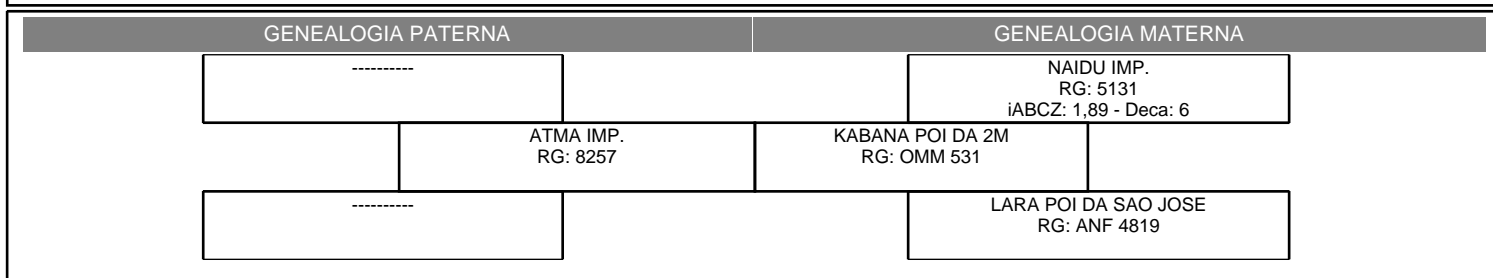 GENEALOGIA PATERNA
GENEALOGIA MATERNA
----------
NAIDU IMP.
RG: 5131
iABCZ: 1,89 - Deca: 6
ATMA IMP.
RG: 8257
KABANA POI DA 2M
RG: OMM 531
----------
LARA POI DA SAO JOSE
RG: ANF 4819